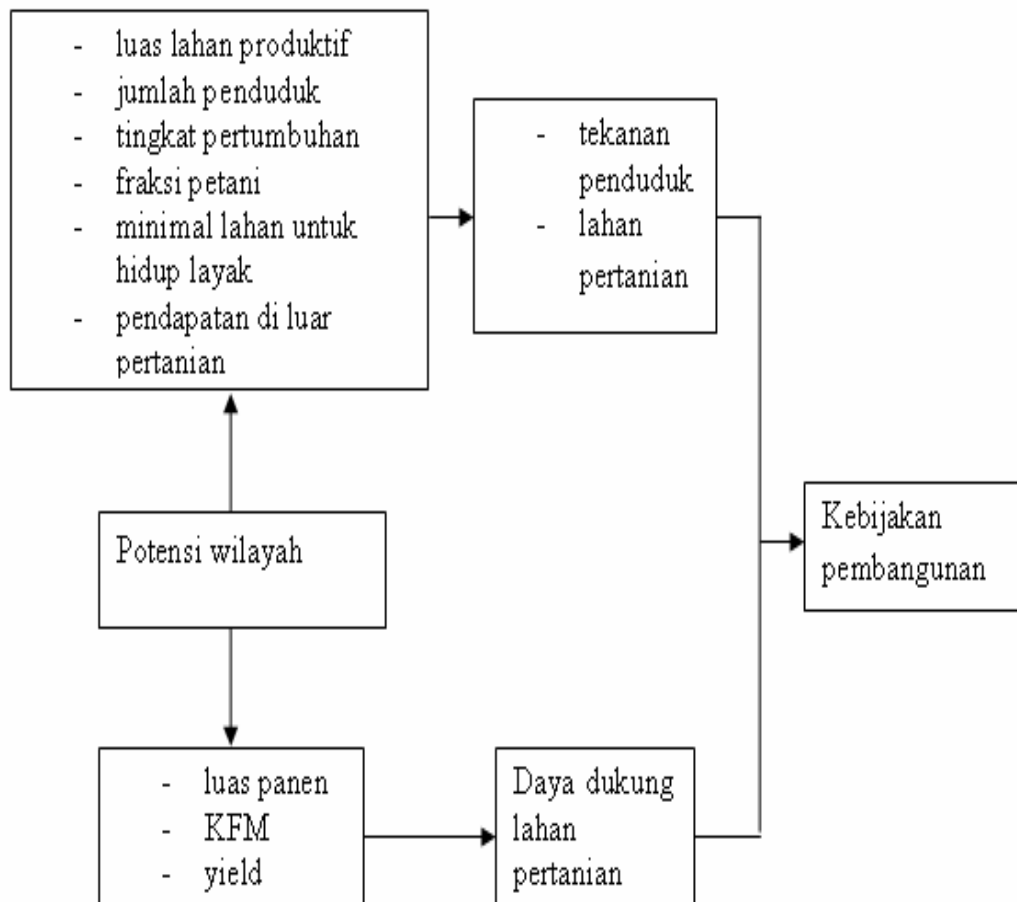 - luas lahan produktif
- jumlah penduduk
- tingkat pertumbuhan
- fraksi petani
- minimal lahan untuk
hidup layak
- pendapatan di luar
pertanian
- tekanan
penduduk
- lahan
pertanian
Potensi wilayah
Kebijakan
pembangunan
- luas panen
- KFM
- yield
Daya dukung
lahan
pertanian